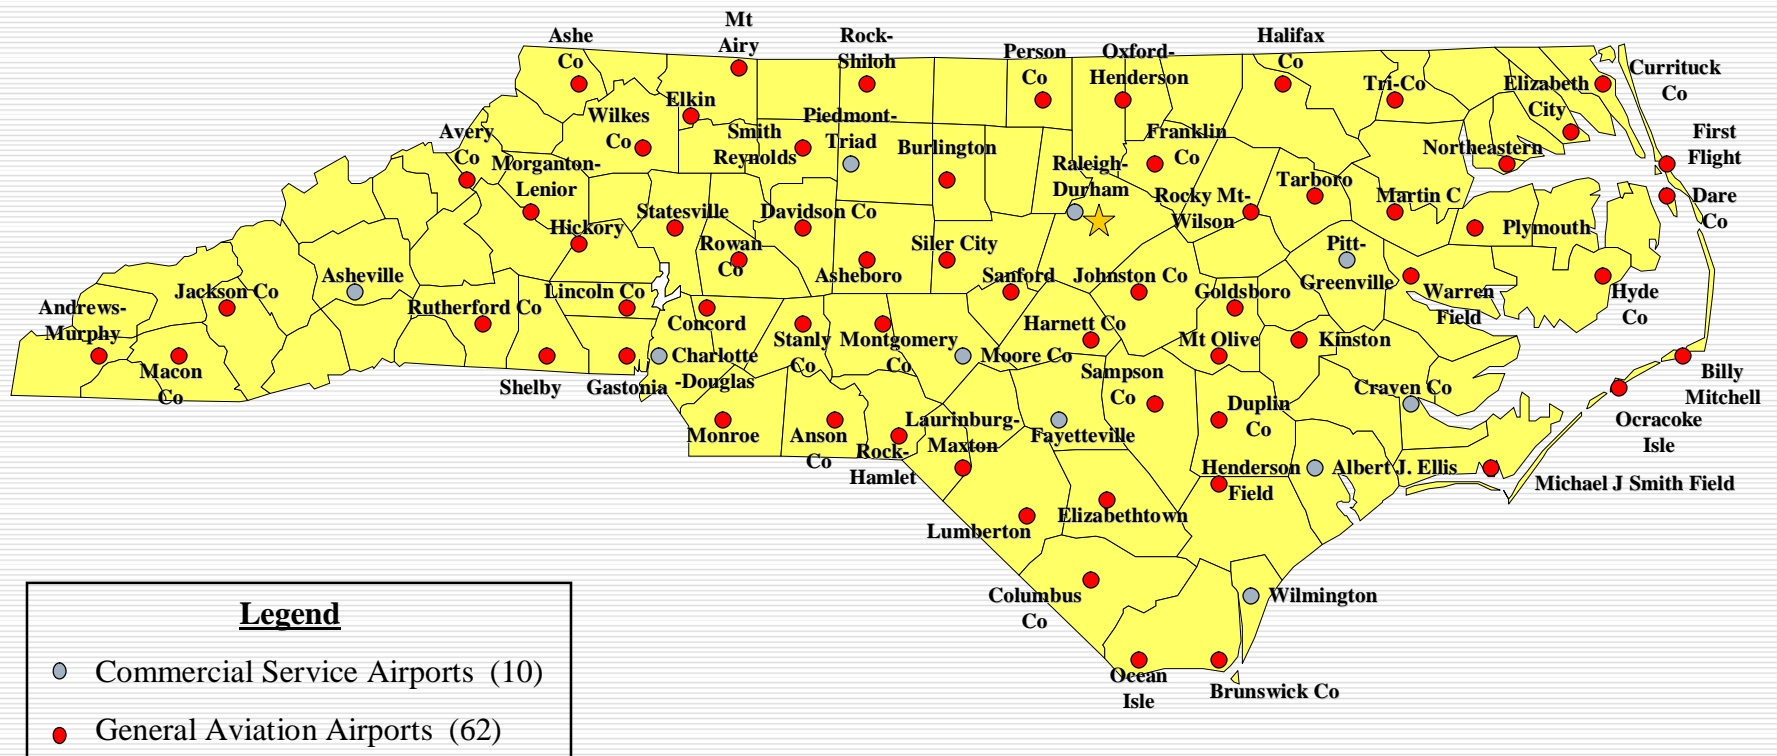 Mt
Airy
Ashe
Co
Rock-
Shiloh
Person
Co
Oxford-
Henderson
Halifax
Co
Tri-Co
Elizabeth
City
Currituck
Co
Elkin
Wilkes
Co
Smith
Reynolds
Piedmont-
Triad
Burlington
Franklin
Co
Northeastern
First
Flight
Avery
Co
Morganton-
Lenior
Raleigh-
Durham
Rocky Mt-
Wilson
Tarboro
Martin C
Dare
Co
Hickory
Statesville
Davidson Co
Rowan
Co
Siler City
Asheboro
Sanford
Johnston Co
Pitt-
Greenville
Plymouth
Andrews-
Murphy
Jackson Co
Asheville
Rutherford Co
Lincoln Co
Concord
Stanly
Co
Montgomery
Co
Moore Co
Harnett Co
Goldsboro
Warren
Field
Hyde
Co
Macon
Co
Shelby
Gastonia
Charlotte
-Douglas
Sampson
Co
Mt Olive
Kinston
Craven Co
Billy
Mitchell
Monroe
Anson
Co
Rock-
Hamlet
Laurinburg-
Maxton
Fayetteville
Duplin
Co
Ocracoke
Isle
Henderson
Field
Albert J. Ellis
Michael J Smith Field
Lumberton
Elizabethtown
Columbus
Co
Wilmington
Ocean
Isle
Brunswick Co
Legend
Commercial Service Airports (10)
General Aviation Airports (62)